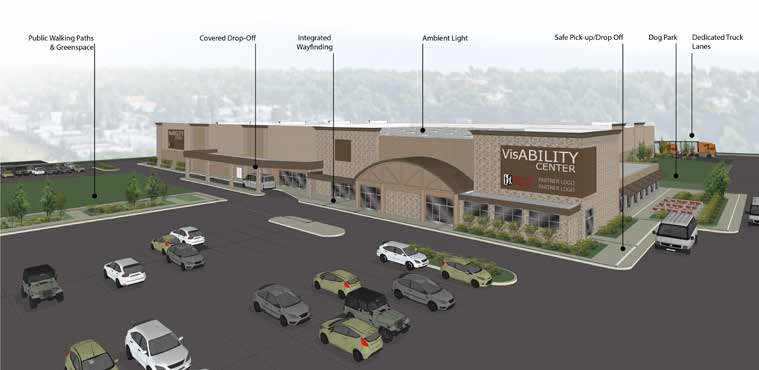 Public Walking Paths
& Greenspace
Covered Drop-Off
Integrated
Wayfinding
Ambient Light
Safe Pick-up/Drop Off
Dog Park
Dedicated Truck
Lanes
VisABILITY
CENTER
PARTNER LOGO
PARTNER LOGO
VisABILITY